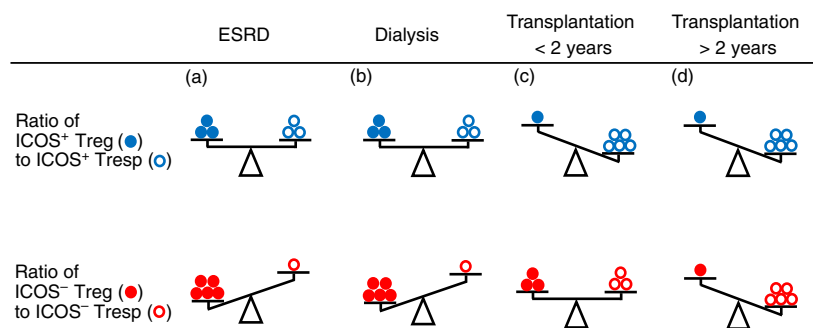 ESRD
Dialysis
Transplantation
< 2 years
Transplantation
> 2 years
(a)
(b)
(c)
(d)
Ratio of
ICOS⁺ Treg (●)
to ICOS⁺ Tresp (○)
Ratio of
ICOS⁻ Treg (●)
to ICOS⁻ Tresp (○)